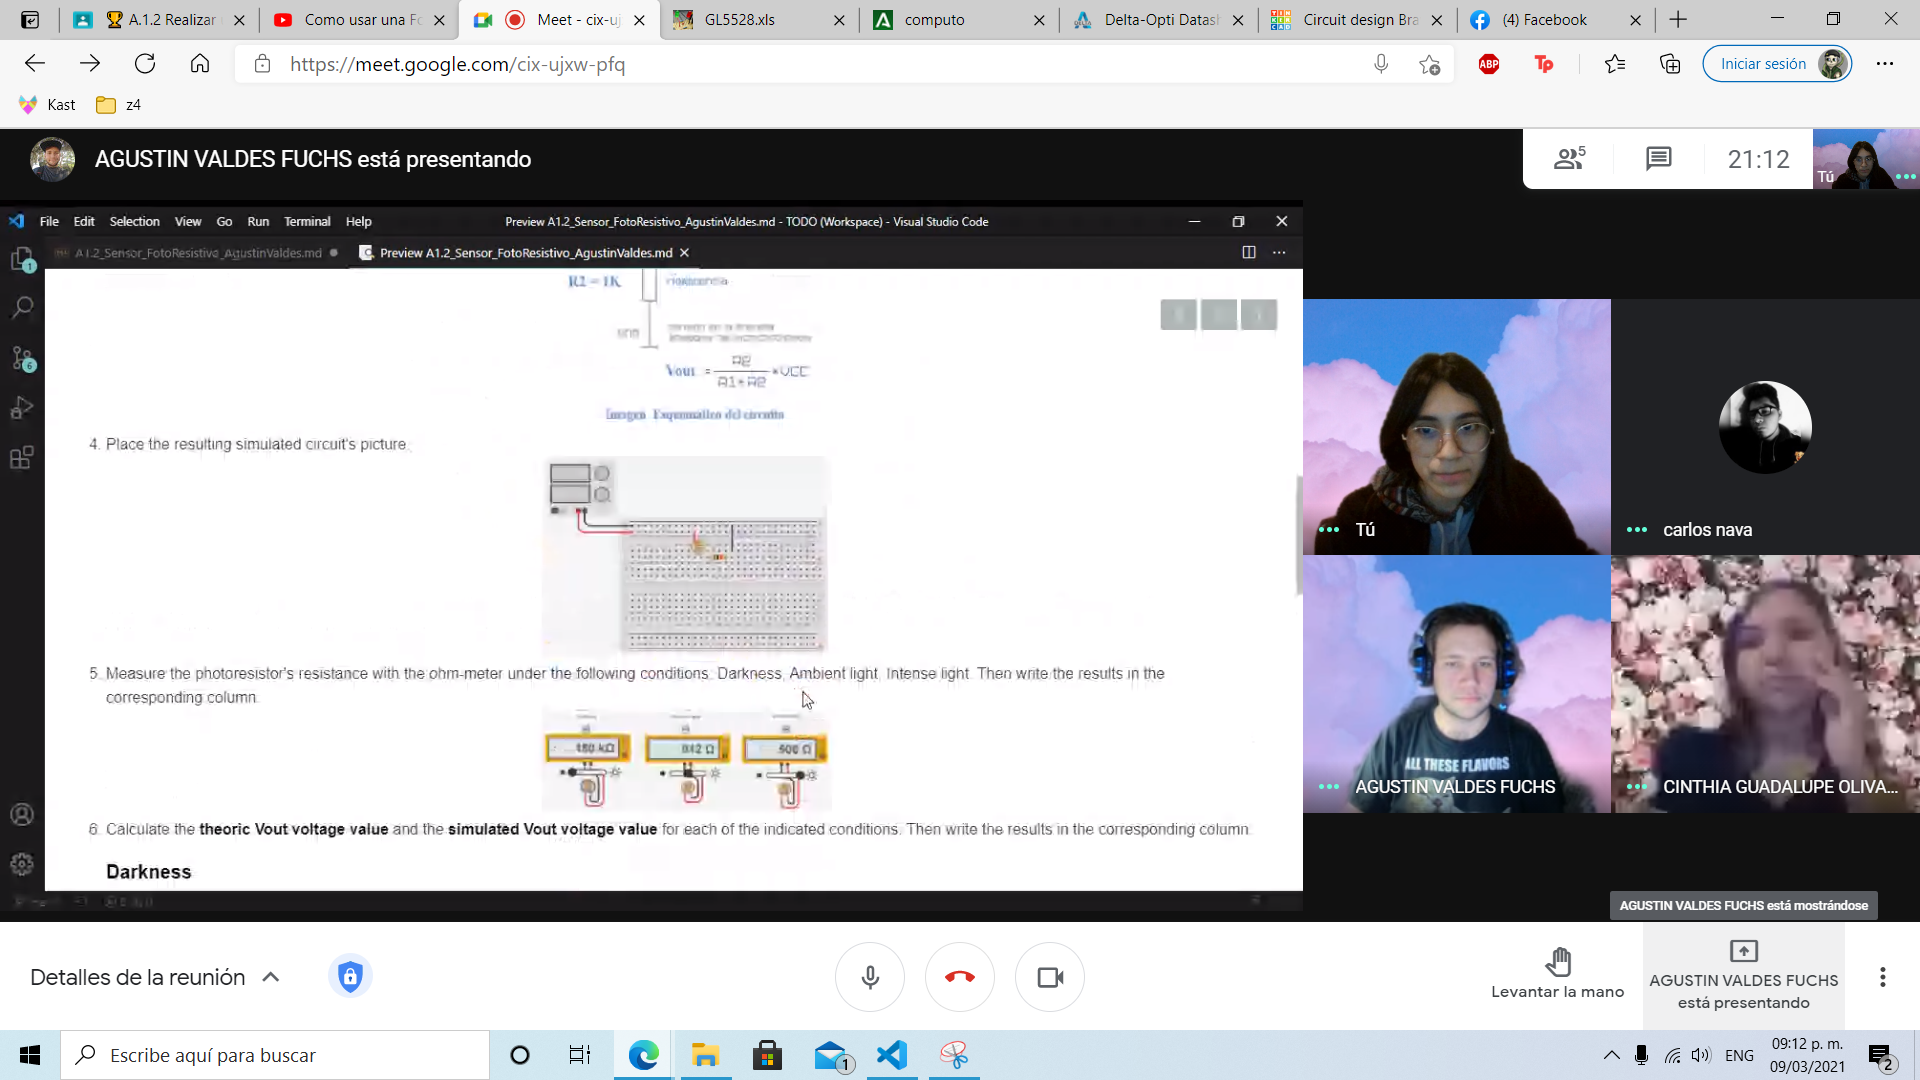 A.1.2 Realizar
Como usar una Fo
Meet - cix-uj
GL5528.xls
computo
Delta-Opti Datash
Circuit design Bra
(4) Facebook
https://meet.google.com/cix-ujxw-pfq
ABP
Tp
Iniciar sesión
Kast
z4
AGUSTIN VALDES FUCHS está presentando
5
21:12
Tú
File Edit Selection View Go Run Terminal Help
Preview A1.2_Sensor_FotoResistivo_AgustinValdes.md - TODO (Workspace) - Visual Studio Code
A1.2_Sensor_FotoResistivo_AgustinValdes.md
Preview A1.2_Sensor_FotoResistivo_AgustinValdes.md
1
6
R2 = 1K
Vout = R2 / R1+R2 *VCC
Imagen Esquematico del circuito
4. Place the resulting simulated circuit's picture.
5. Measure the photoresistor's resistance with the ohm-meter under the following conditions: Darkness, Ambient light, Intense light. Then write the results in the
corresponding column.
180 kΩ
500 Ω
6. Calculate the theoric Vout voltage value and the simulated Vout voltage value for each of the indicated conditions. Then write the results in the corresponding column.
Darkness
Tú
carlos nava
ALL THESE FLAVORS
AGUSTIN VALDES FUCHS
CINTHIA GUADALUPE OLIVA...
AGUSTIN VALDES FUCHS está mostrándose
Detalles de la reunión
Levantar la mano
AGUSTIN VALDES FUCHS
está presentando
Escribe aquí para buscar
1
ENG
09:12 p. m.
09/03/2021
2